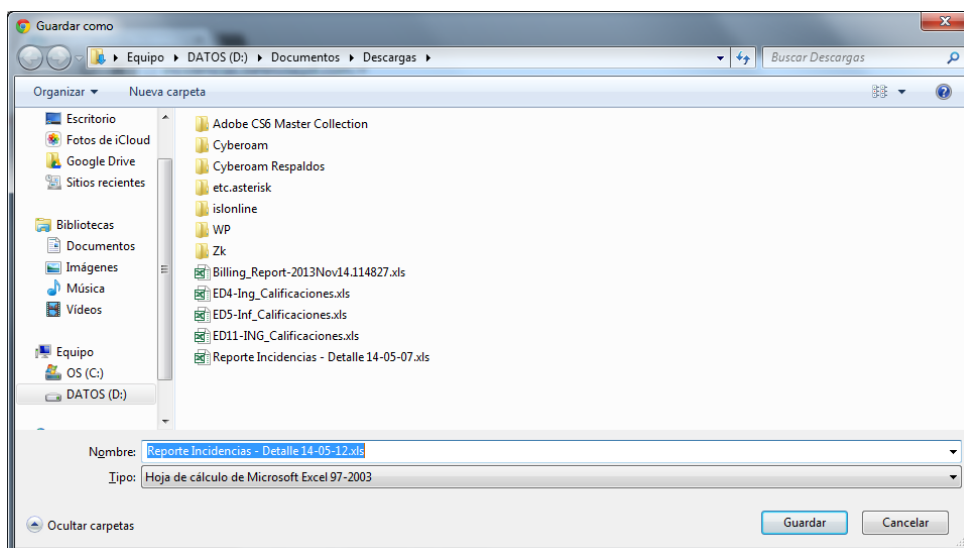 Guardar como
Equipo DATOS (D:) Documentos Descargas
Buscar Descargas
Organizar
Nueva carpeta
Escritorio
Fotos de iCloud
Google Drive
Sitios recientes
Bibliotecas
Documentos
Imágenes
Música
Vídeos
Equipo
OS (C:)
DATOS (D:)
Adobe CS6 Master Collection
Cyberoam
Cyberoam Respaldos
etc.asterisk
islonline
WP
Zk
Billing_Report-2013Nov14.114827.xls
ED4-Ing_Calificaciones.xls
ED5-Inf_Calificaciones.xls
ED11-ING_Calificaciones.xls
Reporte Incidencias - Detalle 14-05-07.xls
Nombre: Reporte Incidencias - Detalle 14-05-12.xls
Tipo: Hoja de cálculo de Microsoft Excel 97-2003
Ocultar carpetas
Guardar
Cancelar